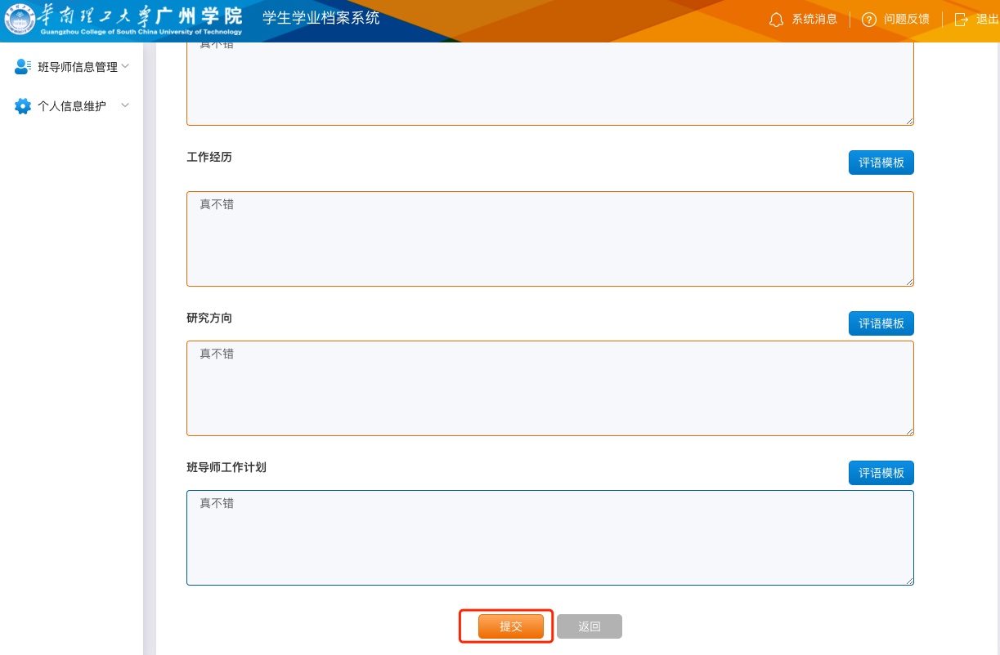 华南理工大学广州学院
Guangzhou College of South China University of Technology
学生学业档案系统
系统消息
问题反馈
退出
班导师信息管理
个人信息维护
真不错
工作经历
评语模板
真不错
研究方向
评语模板
真不错
班导师工作计划
评语模板
真不错
提交
返回